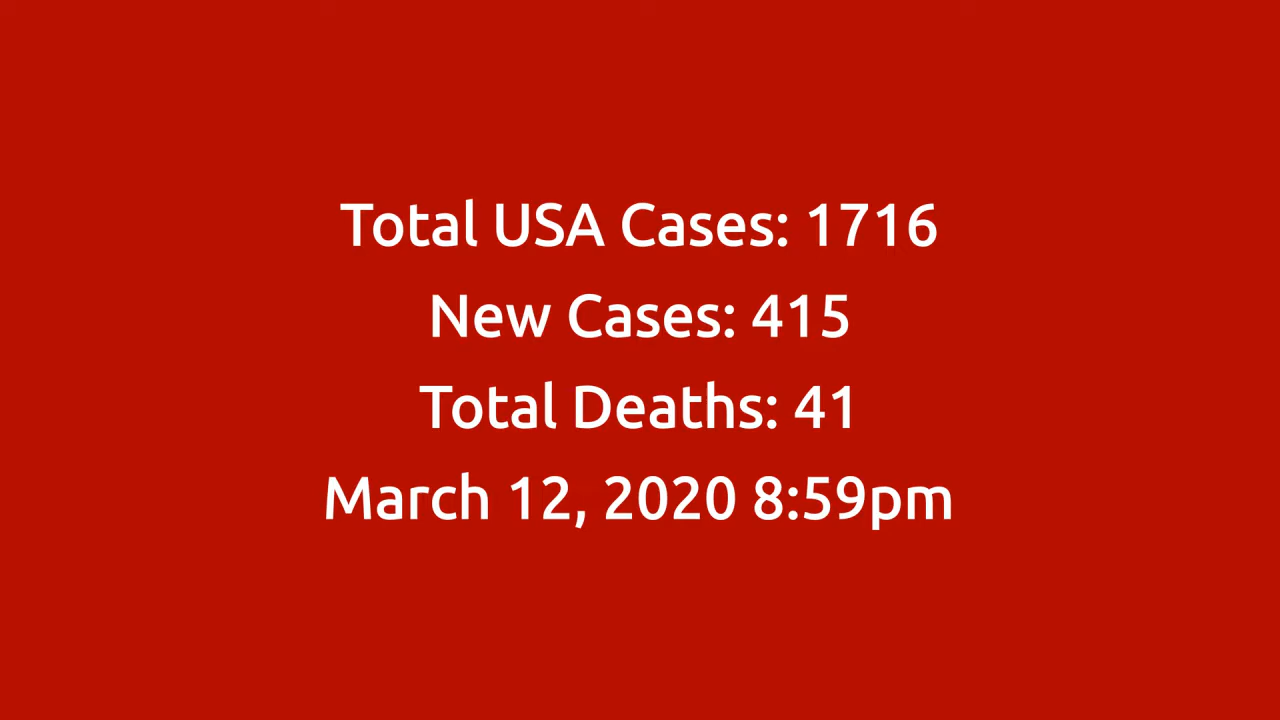 Total USA Cases: 1716
New Cases: 415
Total Deaths: 41
March 12, 2020 8:59pm